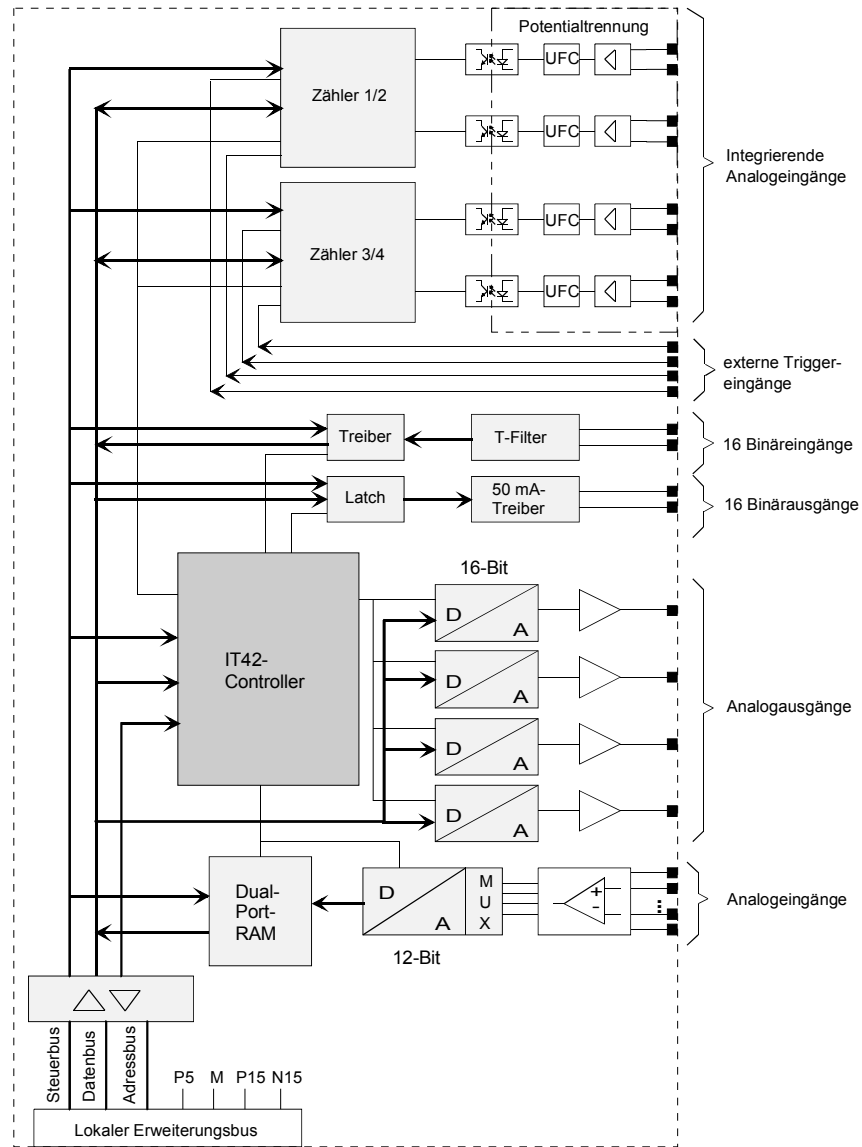 Potentialtrennung
Zähler 1/2
UFC
UFC
Integrierende
Analogeingänge
Zähler 3/4
UFC
UFC
externe Trigger-
eingänge
Treiber
T-Filter
16 Binäreingänge
Latch
50 mA-
Treiber
16 Binärausgänge
16-Bit
D
A
IT42-
Controller
D
A
Analogausgänge
D
A
D
A
Dual-
Port-
RAM
D
A
M
U
X
+
-
Analogeingänge
12-Bit
Steuerbus
Datenbus
Adressbus
P5 M P15 N15
Lokaler Erweiterungsbus